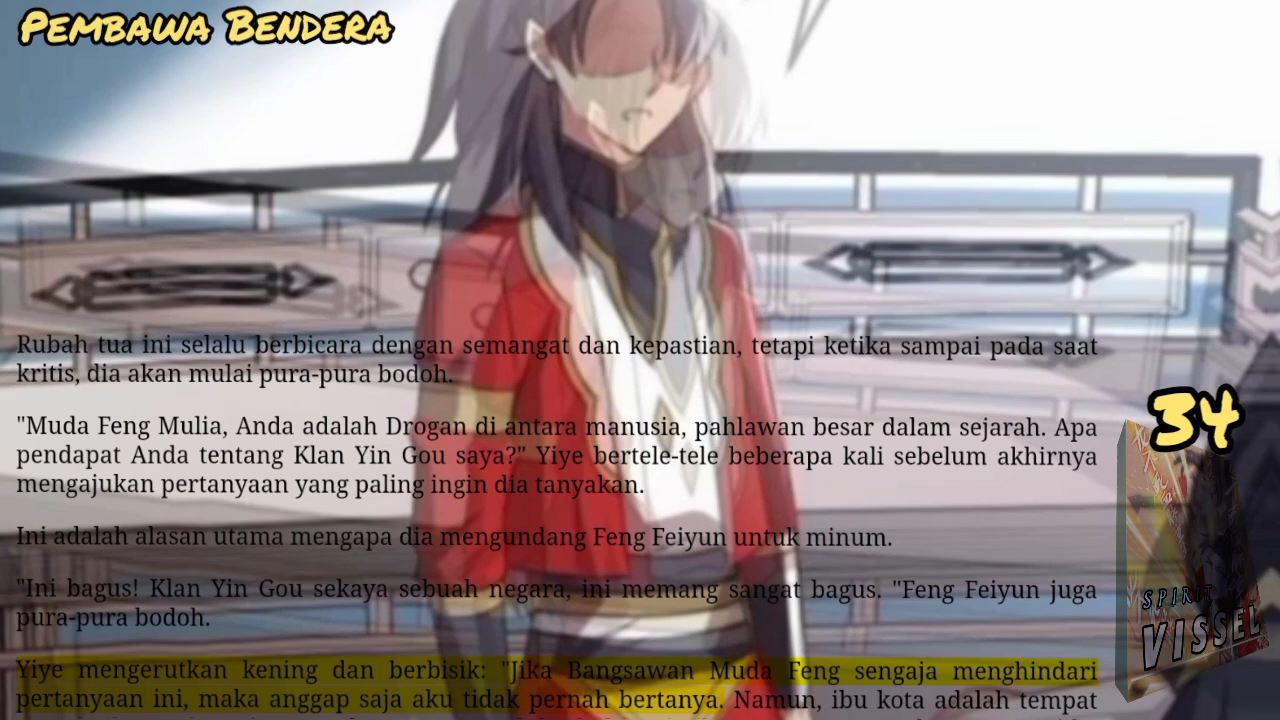 Pembawa Bendera
Rubah tua ini selalu berbicara dengan semangat dan kepastian, tetapi ketika sampai pada saat
kritis, dia akan mulai pura-pura bodoh.
"Muda Feng Mulia, Anda adalah Drogan di antara manusia, pahlawan besar dalam sejarah. Apa
pendapat Anda tentang Klan Yin Gou saya?" Yiye bertele-tele beberapa kali sebelum akhirnya
mengajukan pertanyaan yang paling ingin dia tanyakan.
Ini adalah alasan utama mengapa dia mengundang Feng Feiyun untuk minum.
"Ini bagus! Klan Yin Gou sekaya sebuah negara, ini memang sangat bagus. "Feng Feiyun juga
pura-pura bodoh.
Yiye mengerutkan kening dan berbisik: "Jika Bangsawan Muda Feng sengaja menghindari
pertanyaan ini, maka anggap saja aku tidak pernah bertanya. Namun, ibu kota adalah tempat
34
SPIRIT
VISSEL